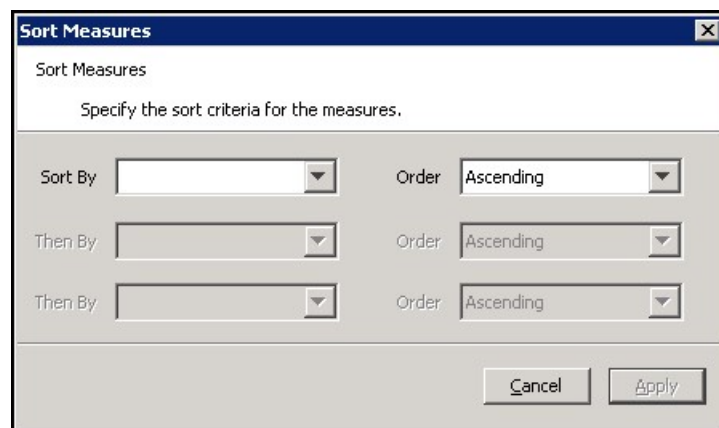 Sort Measures
Sort Measures
Specify the sort criteria for the measures.
Sort By Order Ascending
Then By Order Ascending
Then By Order Ascending
Cancel Apply